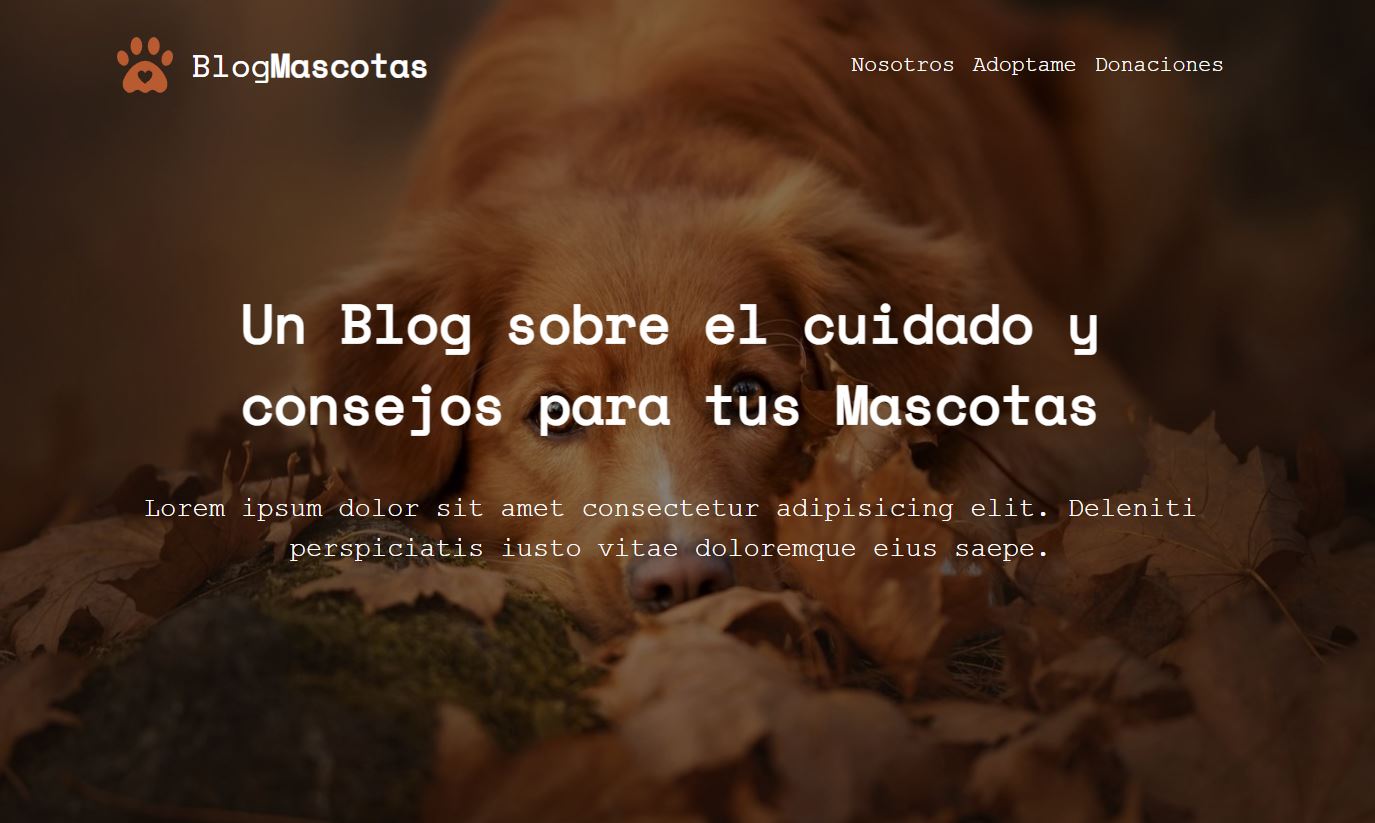 BlogMascotas
Nosotros Adoptame Donaciones
Un Blog sobre el cuidado y
consejos para tus Mascotas
Lorem ipsum dolor sit amet consectetur adipisicing elit. Deleniti
perspiciatis iusto vitae doloremque eius saepe.